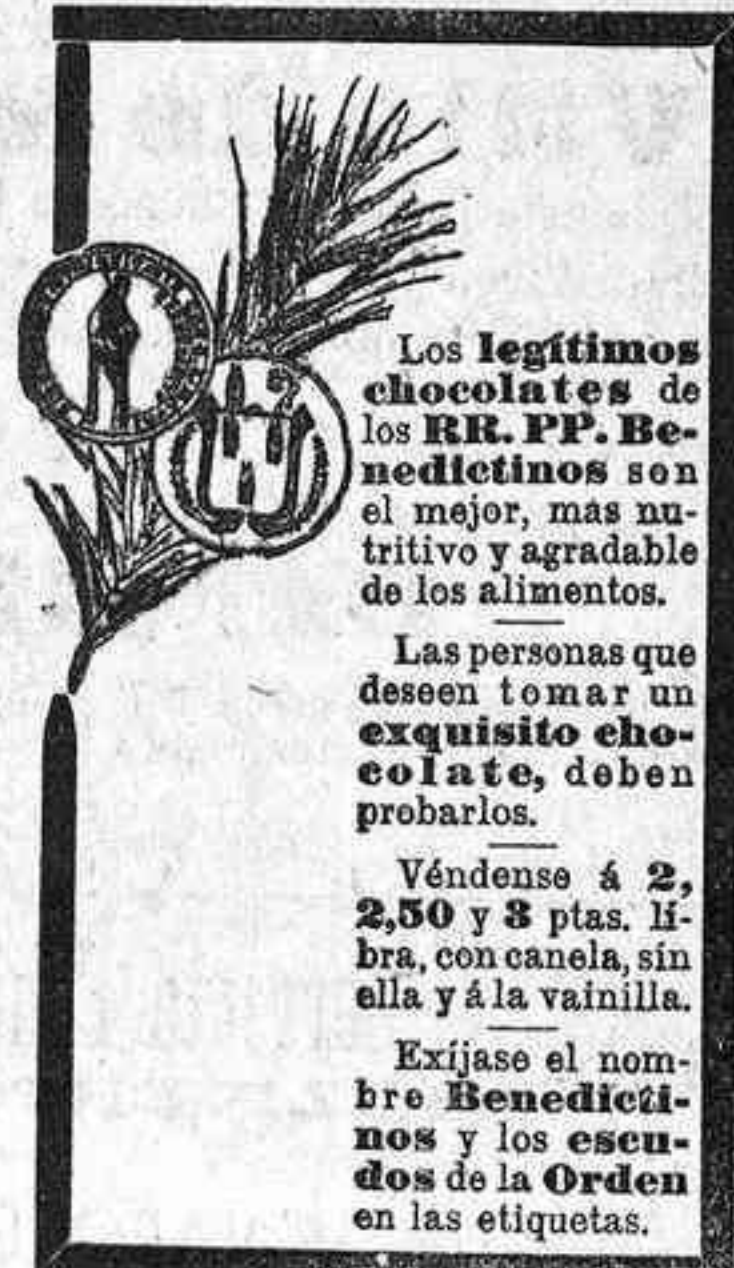 Los legítimos
chocolates de
los RR. PP. Be-
nedictinos son
el mejor, más nu-
tritivo y agradable
de los alimentos.
Las personas que
deseen tomar un
exquisito cho-
colate, deben
probarlos.
Véndense á 2,
2,50 y 3 ptas. li-
bra, con canela, sin
ella y á la vainilla.
Exíjase el nom-
bre Benedicti-
nos y los escu-
dos de la Orden
en las etiquetas.